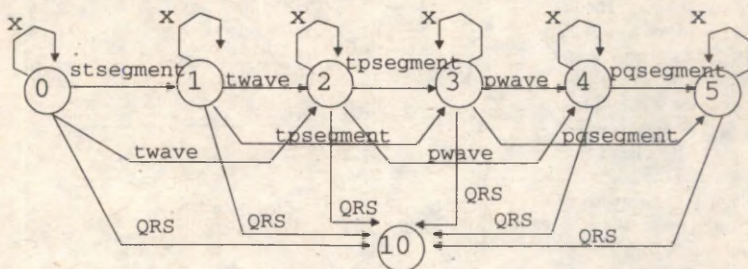 x x x x x x
stsegment twave tpsegment pwave pqsegment
0 1 2 3 4 5
twave tpsegment pwave pqsegment
QRS QRS QRS QRS QRS QRS
10